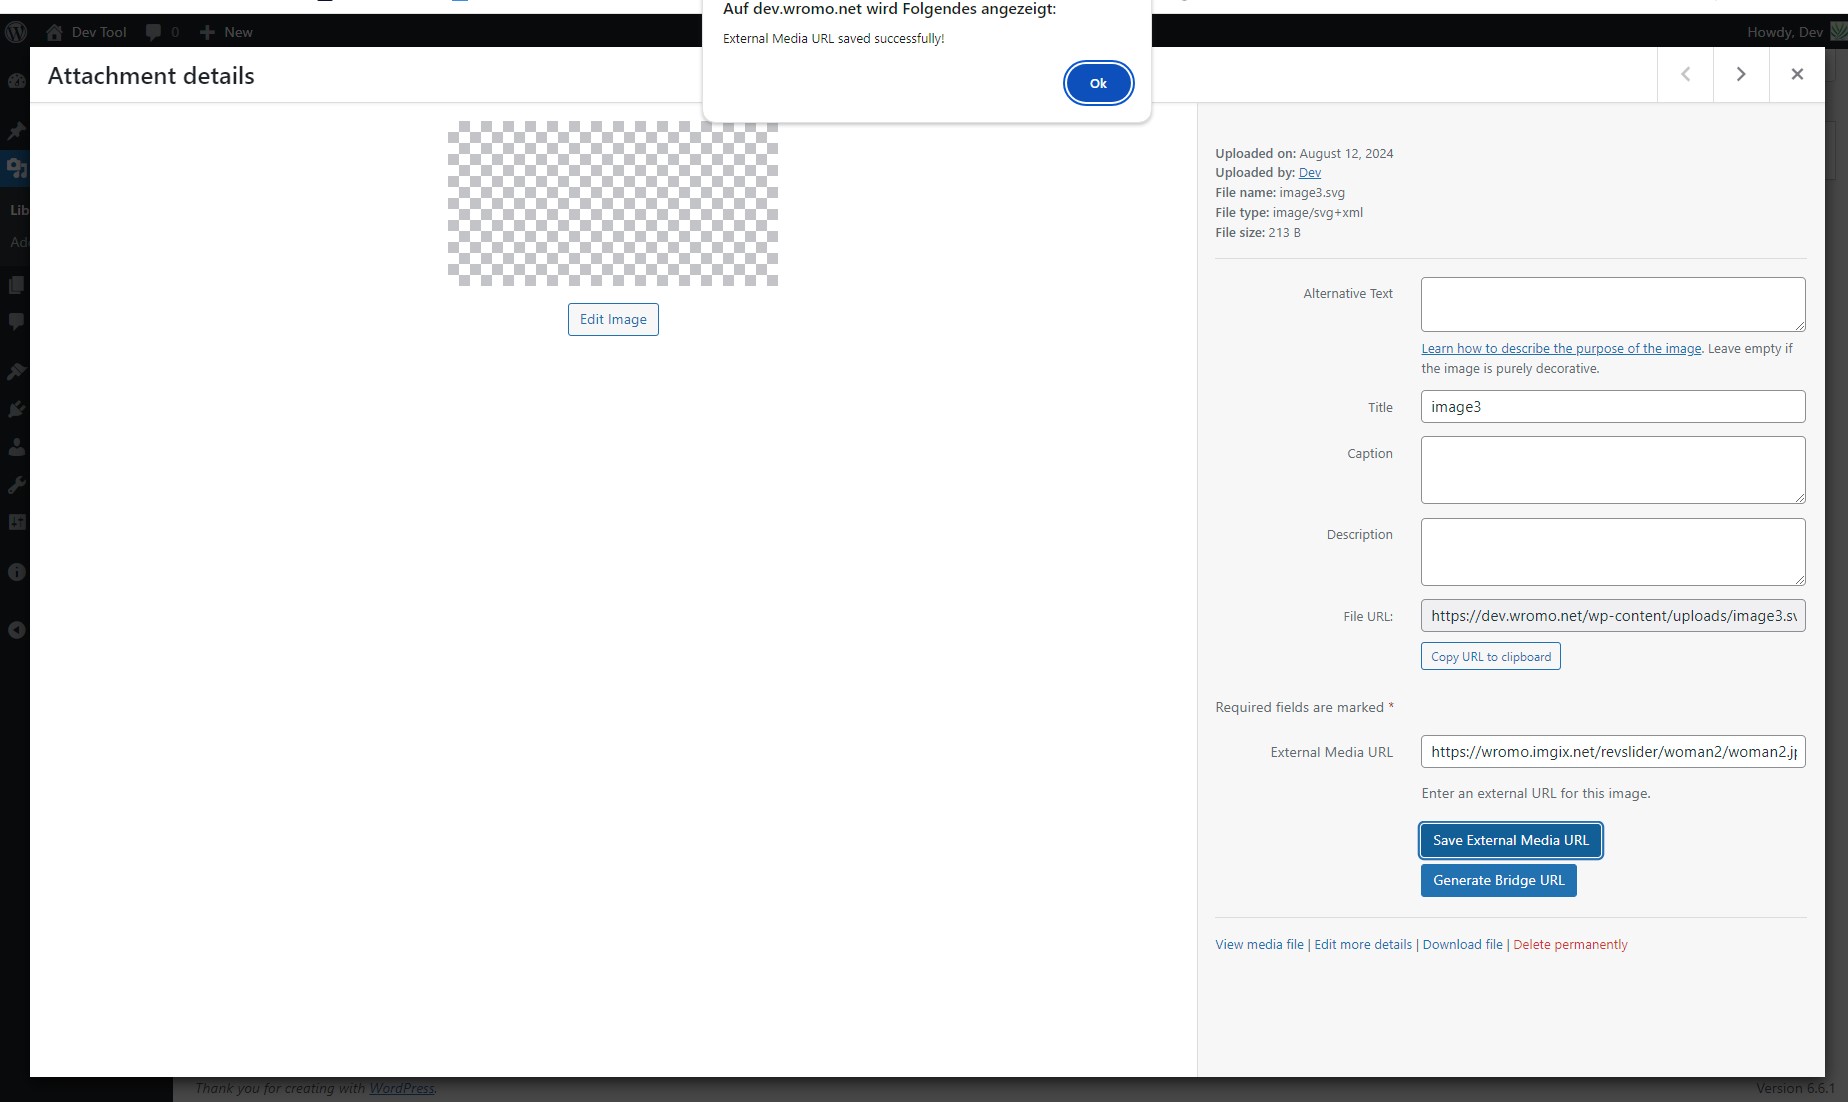 Auf dev.wromo.net wird Folgendes angezeigt:
External Media URL saved successfully!
Ok
Dev Tool
0
New
Howdy, Dev
Attachment details
Lib
Ad
Edit Image
Uploaded on: August 12, 2024
Uploaded by: Dev
File name: image3.svg
File type: image/svg+xml
File size: 213 B
Alternative Text
Learn how to describe the purpose of the image. Leave empty if
the image is purely decorative.
Title image3
Caption
Description
File URL: https://dev.wromo.net/wp-content/uploads/image3.sv
Copy URL to clipboard
Required fields are marked *
External Media URL https://wromo.imgix.net/revslider/woman2/woman2.jp
Enter an external URL for this image.
Save External Media URL
Generate Bridge URL
View media file | Edit more details | Download file | Delete permanently
Thank you for creating with WordPress.
Version 6.6.1